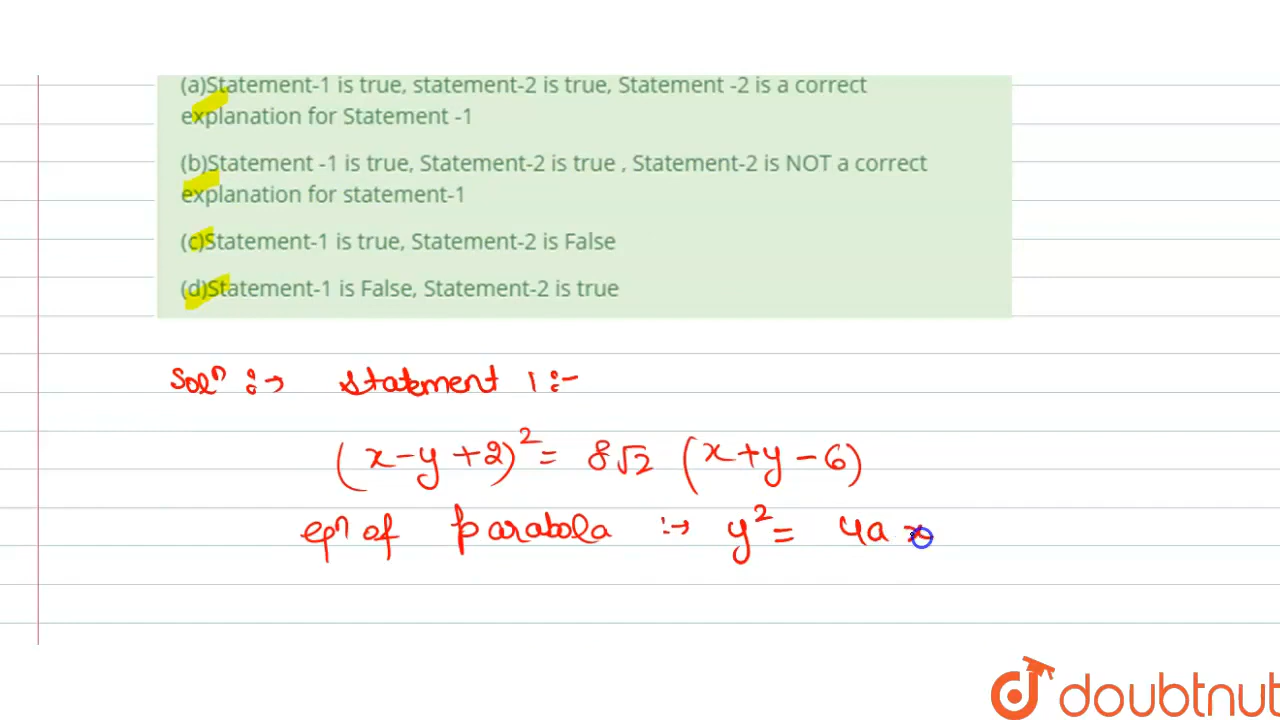 (a)Statement-1 is true, statement-2 is true, Statement -2 is a correct
explanation for Statement -1
(b)Statement -1 is true, Statement-2 is true , Statement-2 is NOT a correct
explanation for statement-1
(c)Statement-1 is true, Statement-2 is False
(d)Statement-1 is False, Statement-2 is true
Solⁿ :→ Statement 1 :-
(x-y+2)² = 8√2 (x+y-6)
eqⁿ of parabola :→ y² = 4ax
doubtnut